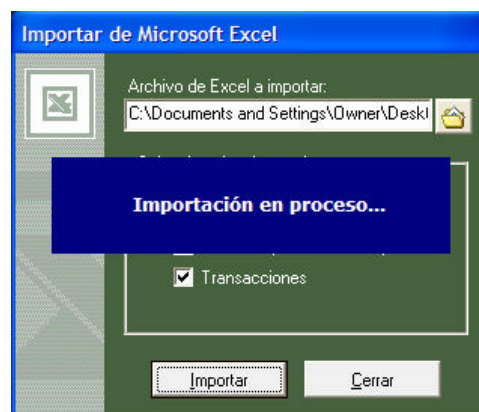 Importar de Microsoft Excel
Archivo de Excel a importar:
C:\Documents and Settings\Owner\Deskt
Importación en proceso...
Transacciones
Importar
Cerrar